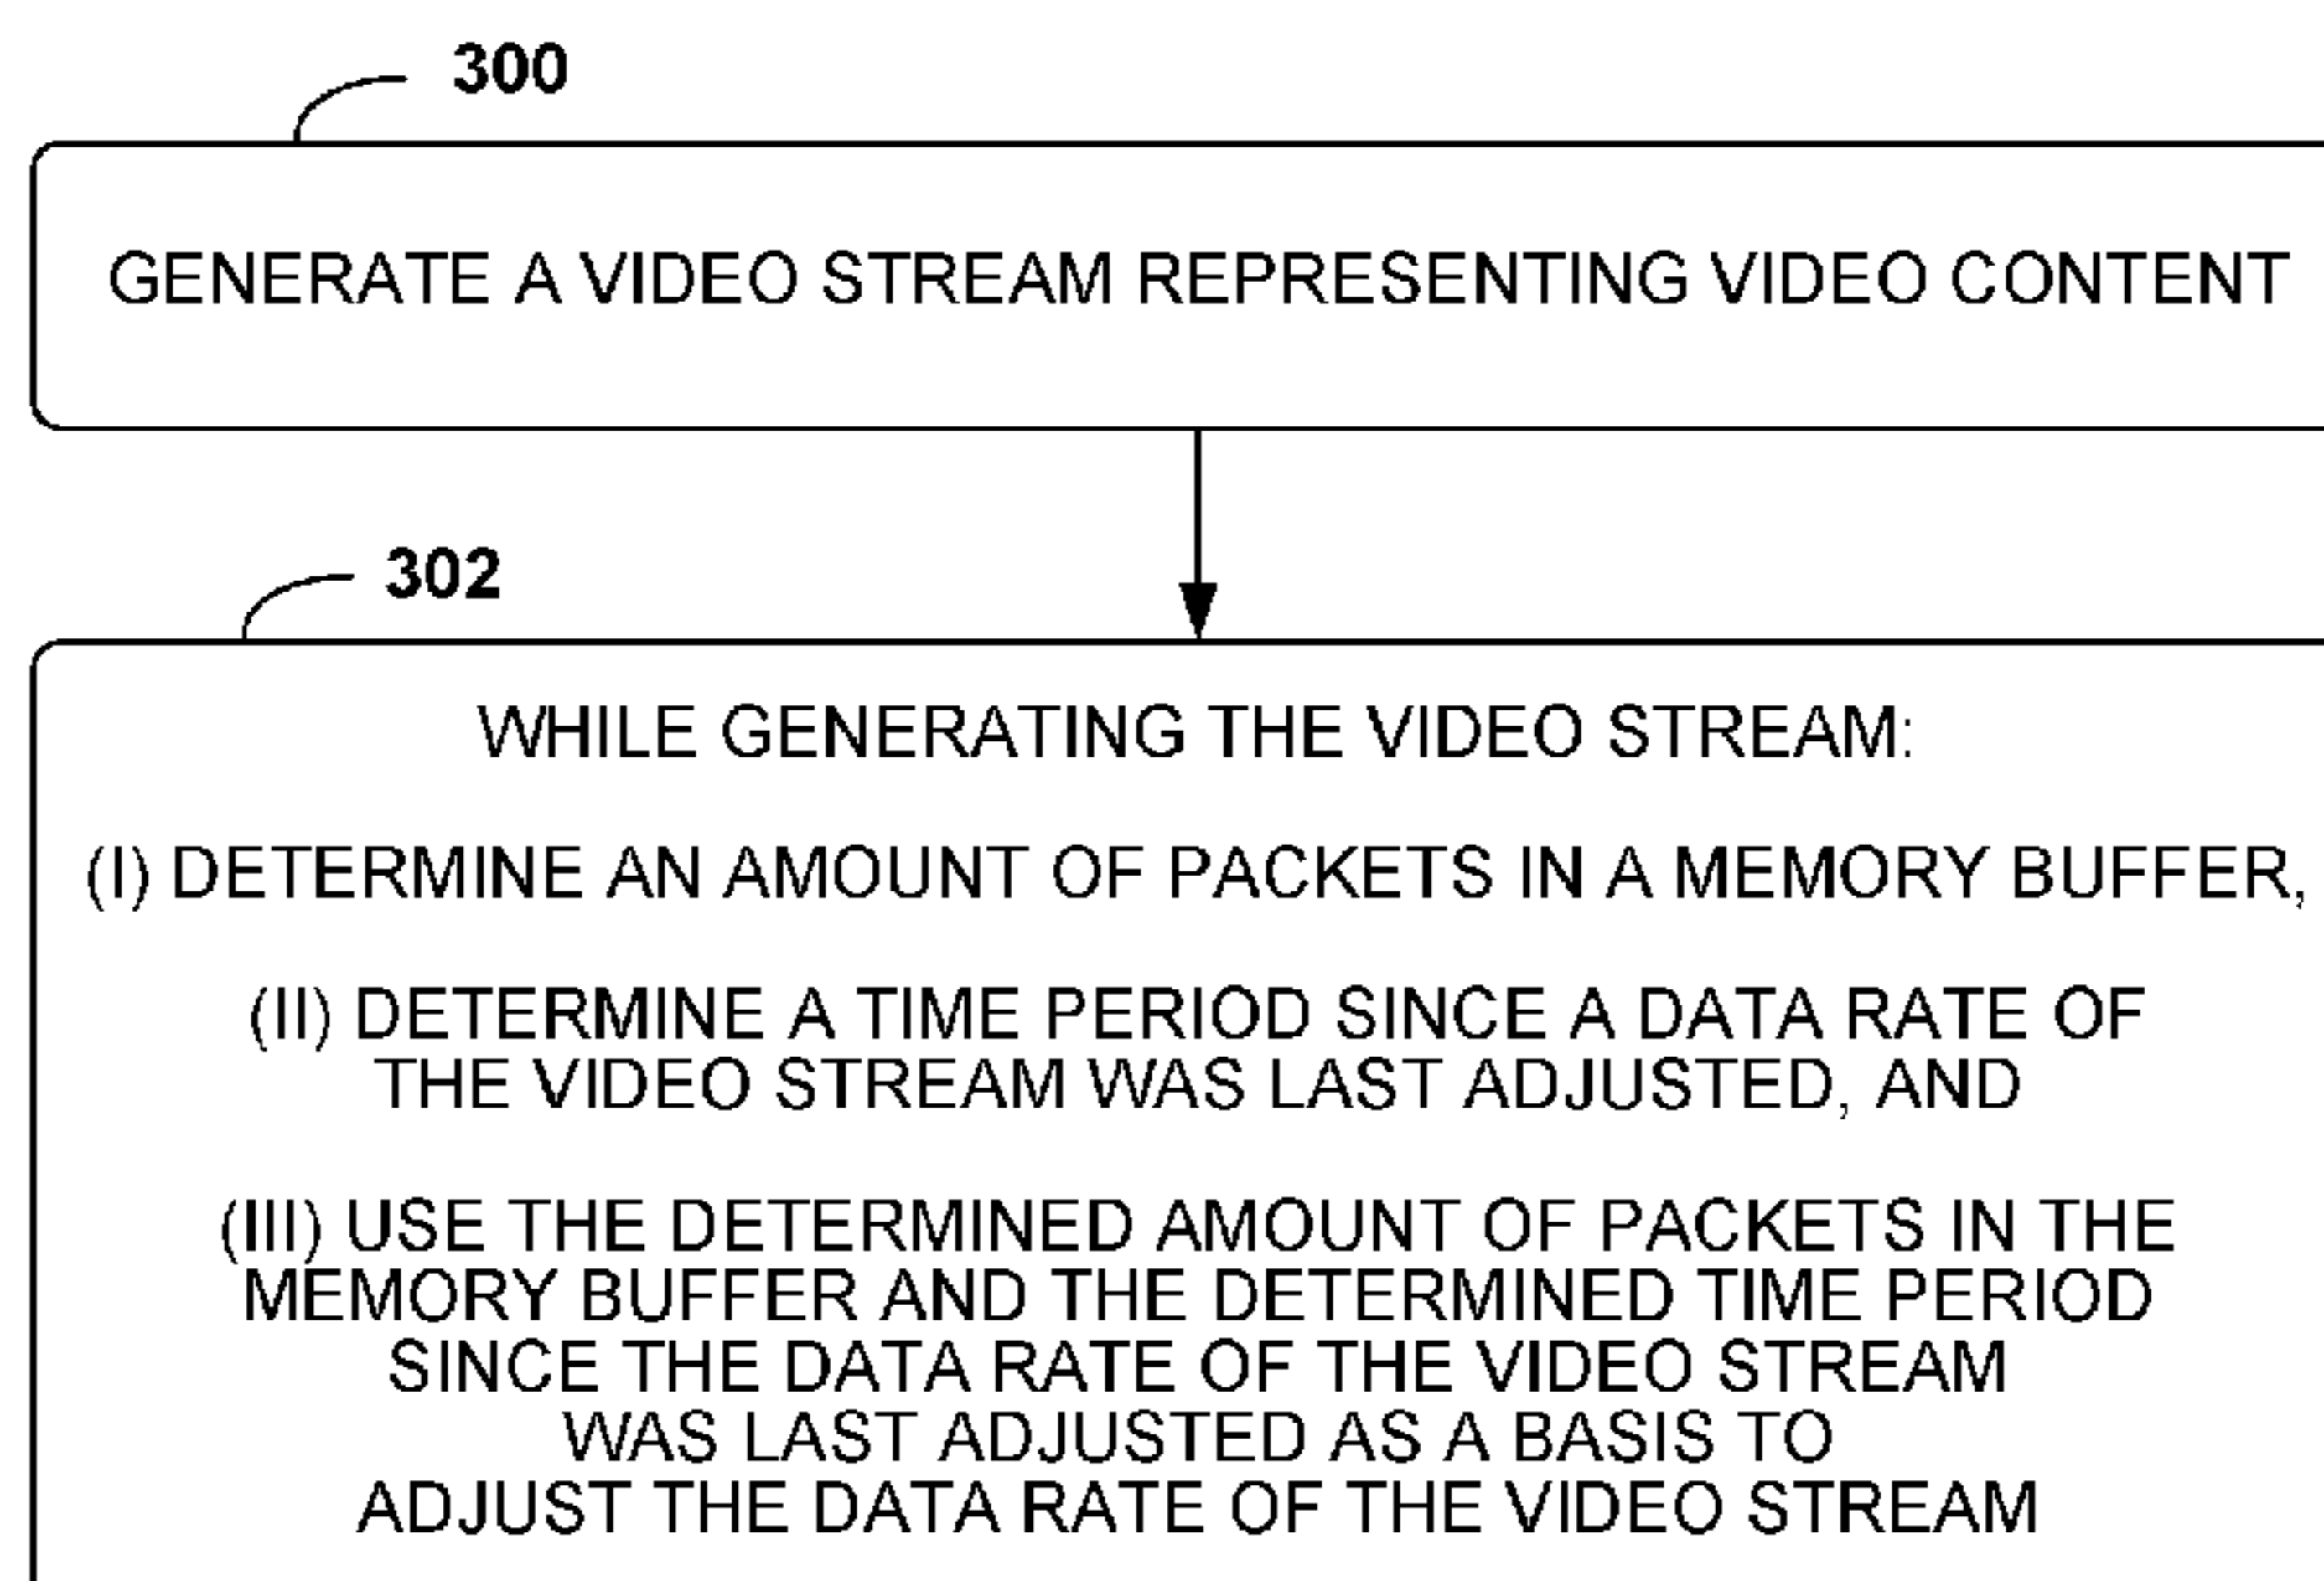 300
GENERATE A VIDEO STREAM REPRESENTING VIDEO CONTENT
302
WHILE GENERATING THE VIDEO STREAM:
(I) DETERMINE AN AMOUNT OF PACKETS IN A MEMORY BUFFER,
(II) DETERMINE A TIME PERIOD SINCE A DATA RATE OF
THE VIDEO STREAM WAS LAST ADJUSTED, AND
(III) USE THE DETERMINED AMOUNT OF PACKETS IN THE
MEMORY BUFFER AND THE DETERMINED TIME PERIOD
SINCE THE DATA RATE OF THE VIDEO STREAM
WAS LAST ADJUSTED AS A BASIS TO
ADJUST THE DATA RATE OF THE VIDEO STREAM